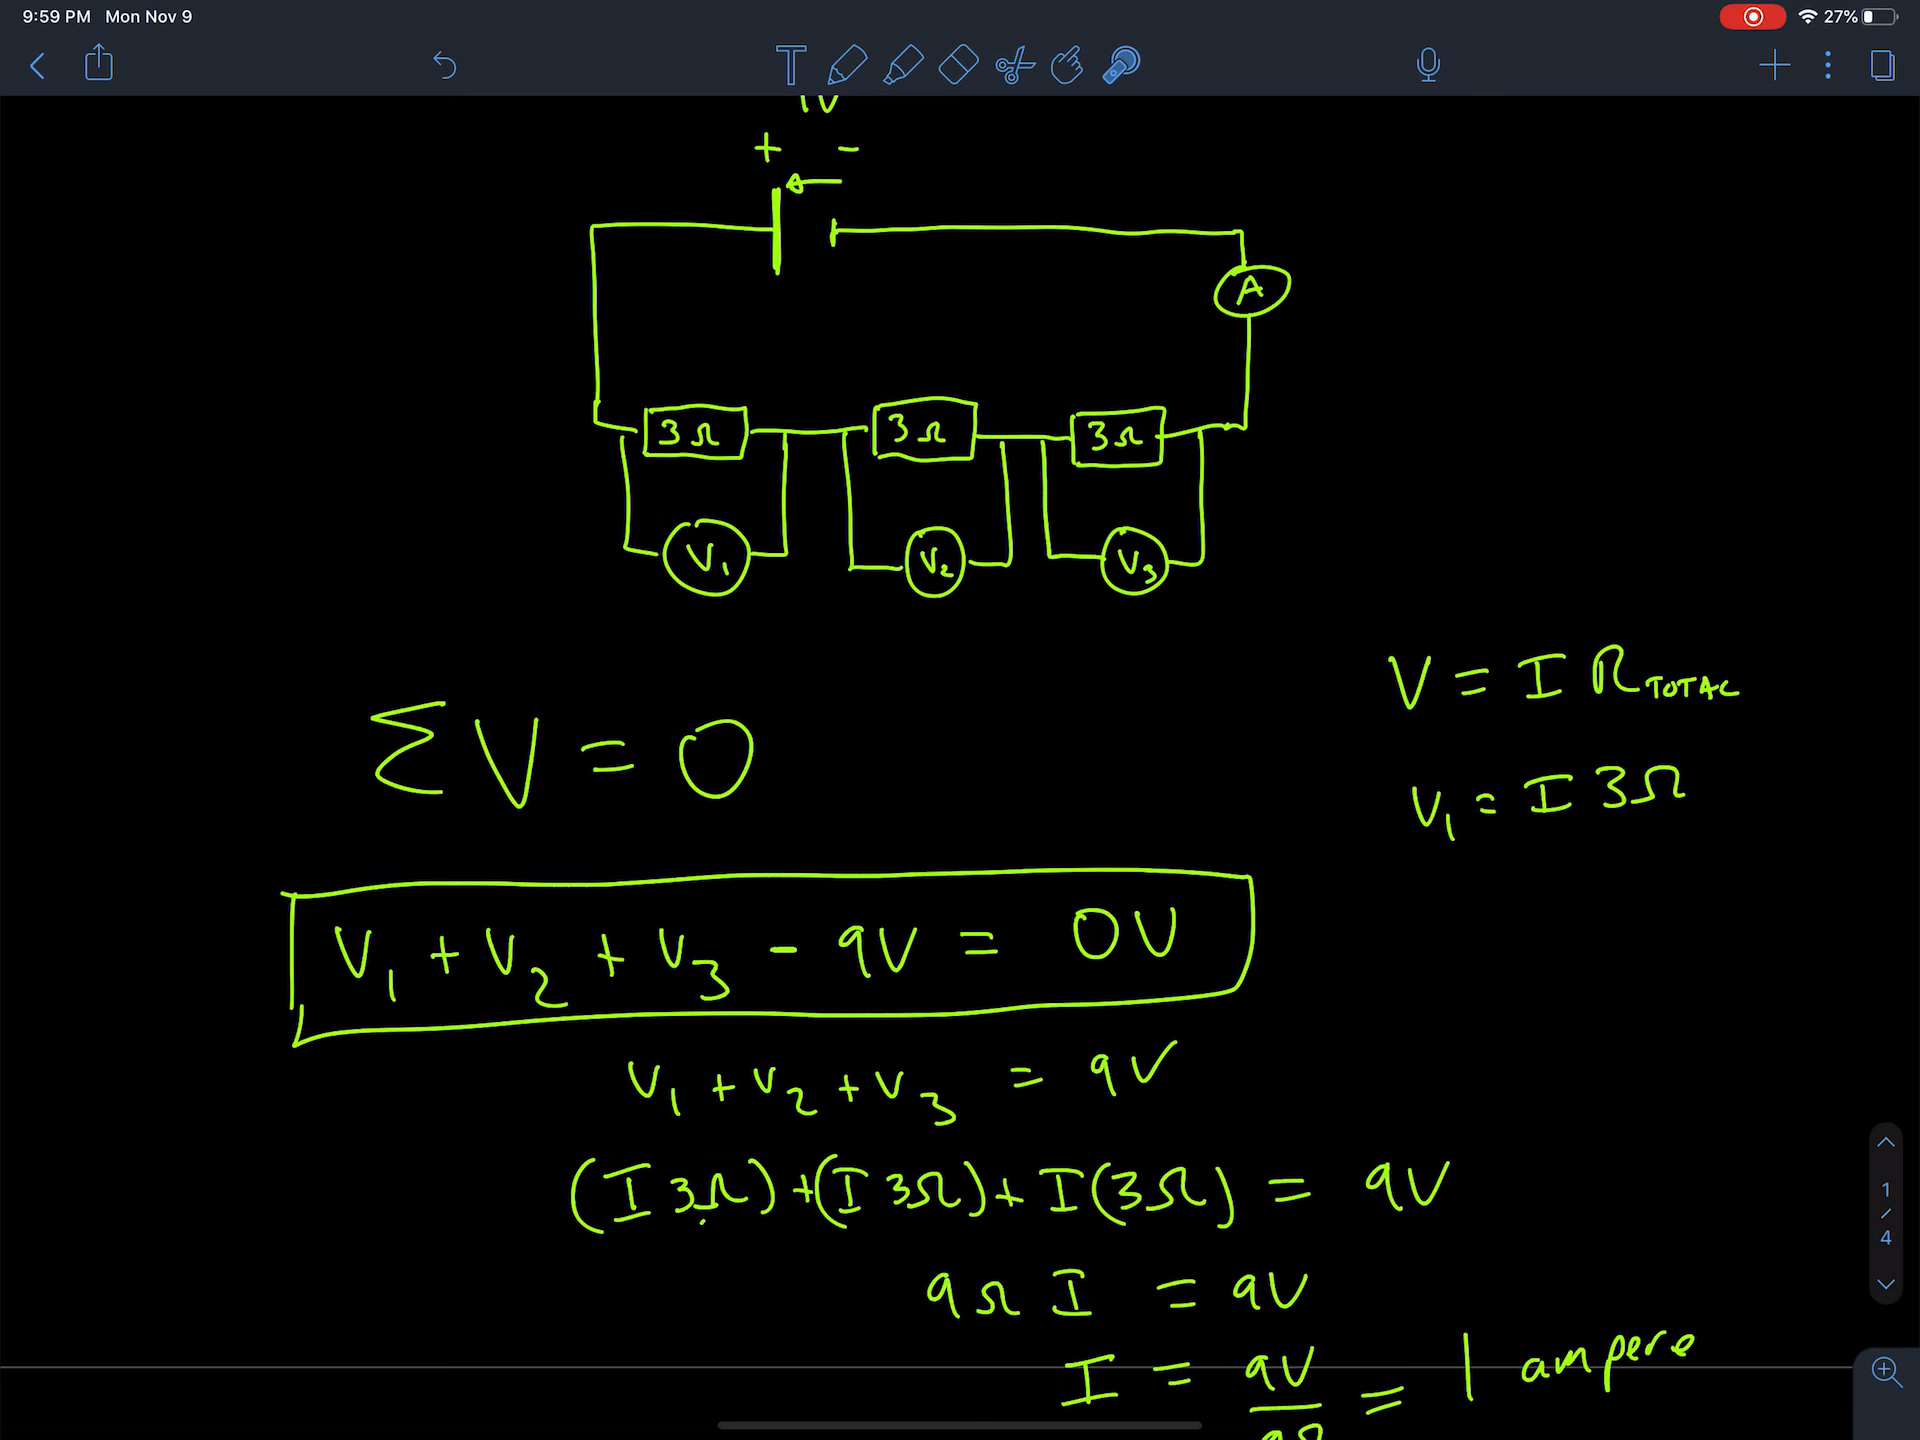 9:59 PM Mon Nov 9
27%
T
+ -
A
3Ω 3Ω 3Ω
V₁ V₂ V₃
V = I R TOTAL
ΣV = 0
V₁ = I 3Ω
V₁ + V₂ + V₃ - 9V = 0V
V₁ + V₂ + V₃ = 9V
(I 3Ω) + (I 3Ω) + I(3Ω) = 9V
1
/
4
9Ω I = 9V
I = 9V/9Ω = 1 ampere